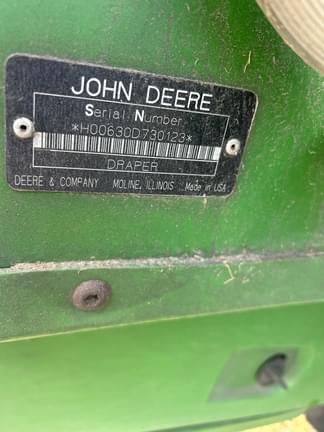 JOHN DEERE
Serial Number
*H00630D730123*
DRAPER
DEERE & COMPANY MOLINE, ILLINOIS Made in USA